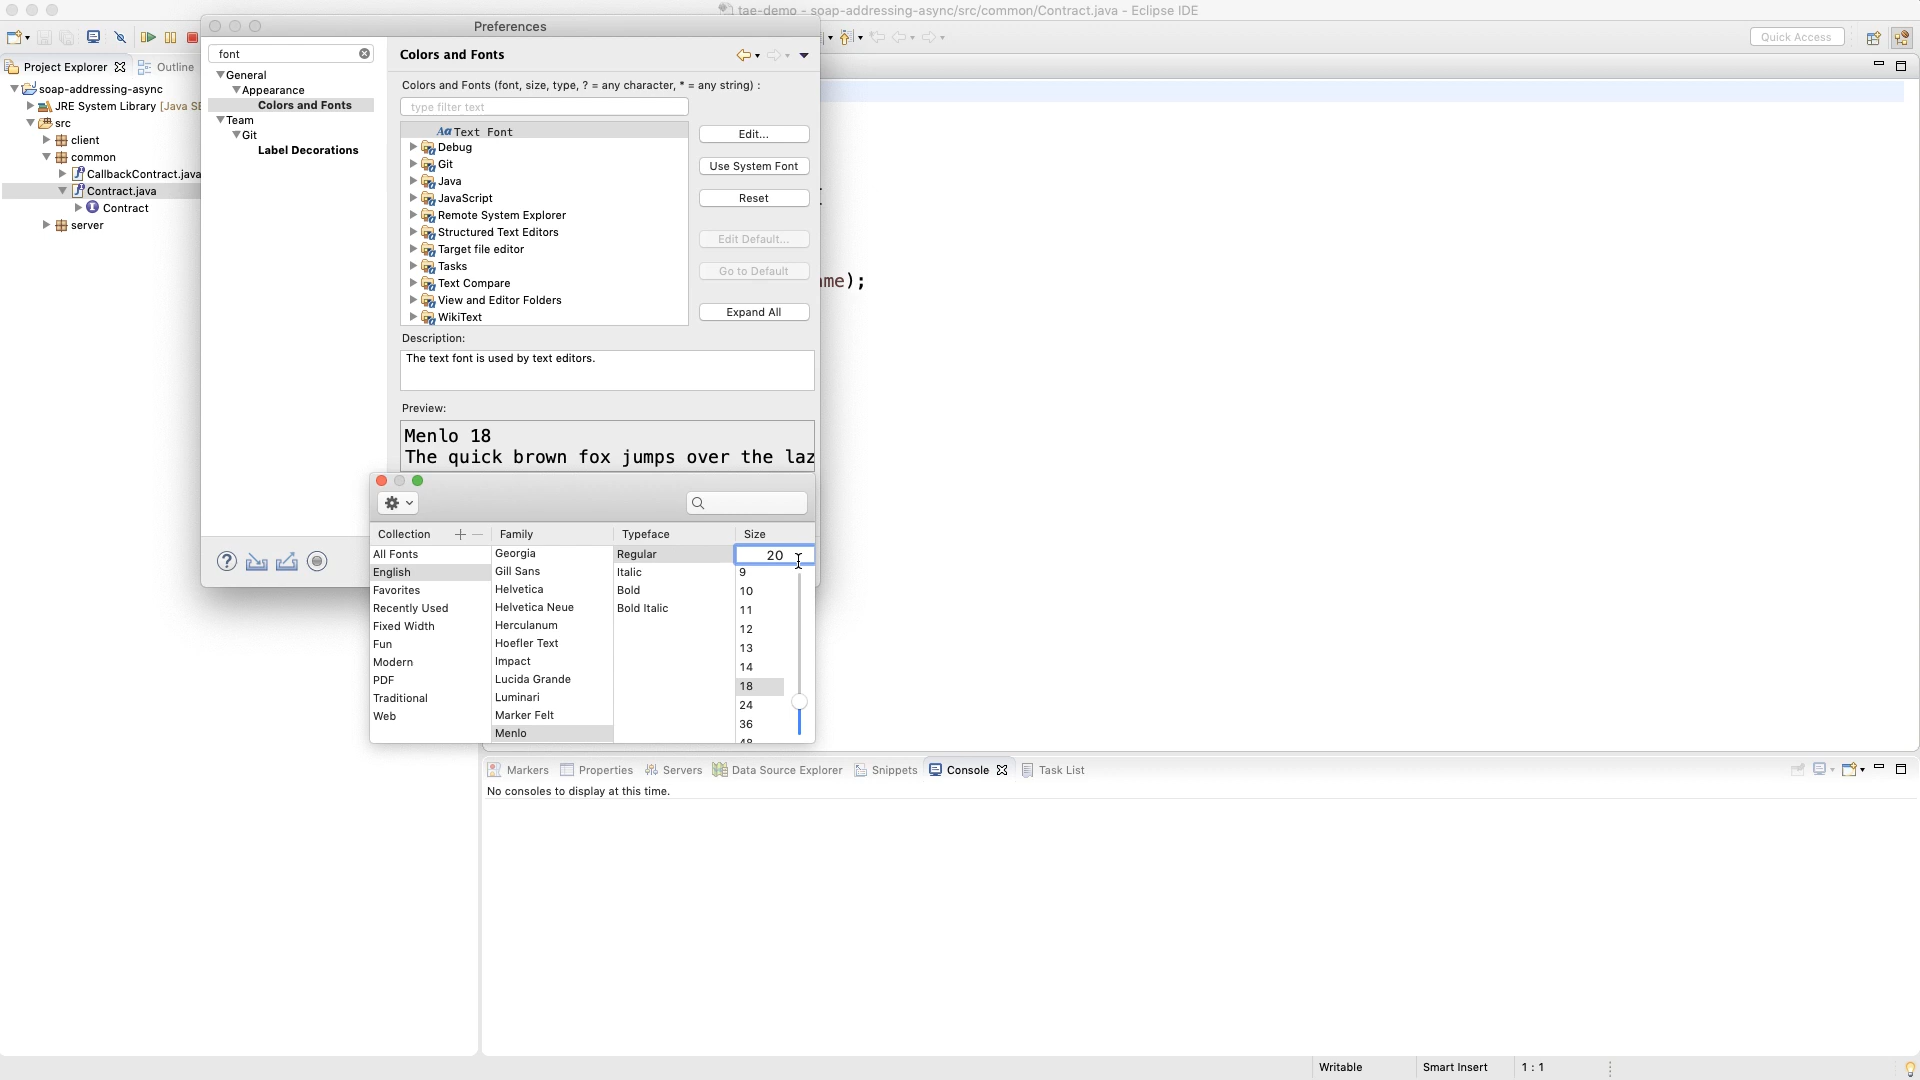 tae-demo - soap-addressing-async/src/common/Contract.java - Eclipse IDE
Preferences
Quick Access
font
Colors and Fonts
Project Explorer
Outline
General
Appearance
Colors and Fonts
Team
Git
Label Decorations
soap-addressing-async
JRE System Library [Java SE
src
client
common
CallbackContract.java
Contract.java
Contract
server
Colors and Fonts (font, size, type, ? = any character, * = any string) :
type filter text
Text Font
Debug
Git
Java
JavaScript
Remote System Explorer
Structured Text Editors
Target file editor
Tasks
Text Compare
View and Editor Folders
WikiText
Edit...
Use System Font
Reset
Edit Default...
Go to Default
Expand All
me);
Description:
The text font is used by text editors.
Preview:
Menlo 18
The quick brown fox jumps over the laz
Collection
All Fonts
English
Favorites
Recently Used
Fixed Width
Fun
Modern
PDF
Traditional
Web
Family
Georgia
Gill Sans
Helvetica
Helvetica Neue
Herculanum
Hoefler Text
Impact
Lucida Grande
Luminari
Marker Felt
Menlo
Typeface
Regular
Italic
Bold
Bold Italic
Size
20
9
10
11
12
13
14
18
24
36
48
Markers
Properties
Servers
Data Source Explorer
Snippets
Console
Task List
No consoles to display at this time.
Writable
Smart Insert
1 : 1